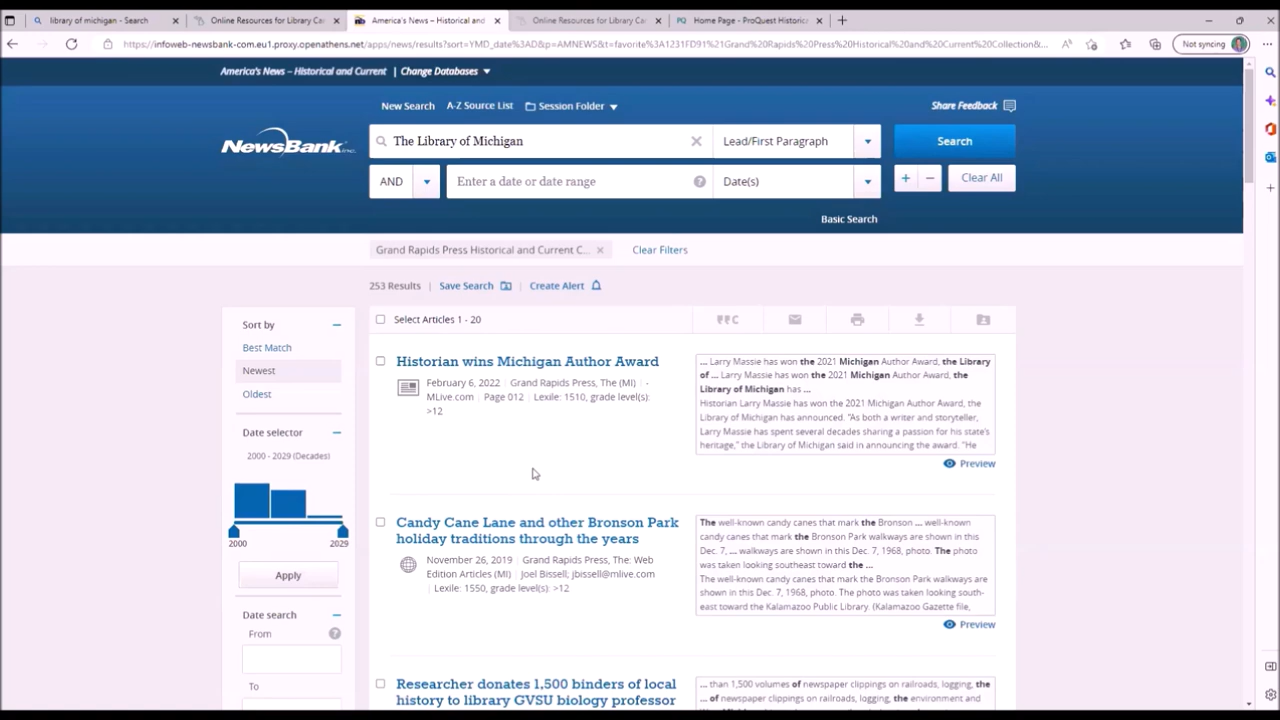 library of michigan - Search
Online Resources for Library Ca
America's News – Historical and
Online Resources for Library Ca
Home Page - ProQuest Historic
https://infoweb-newsbank-com.eu1.proxy.openathens.net/apps/news/results?sort=YMD_date%3AD&p=AMNEWS&t=favorite%3A1231FD91%21Grand%20Rapids%20Press%20Historical%20and%20Current%20Collection&...
Not syncing
America's News – Historical and Current | Change Databases
New Search A-Z Source List Session Folder
Share Feedback
NewsBank inc.
The Library of Michigan
Lead/First Paragraph
Search
AND
Enter a date or date range
Date(s)
+ −
Clear All
Basic Search
Grand Rapids Press Historical and Current C... ×
Clear Filters
253 Results | Save Search | Create Alert
Sort by
Best Match
Newest
Oldest
Date selector
2000 - 2029 (Decades)
2000 2029
Apply
Date search
From
To
Select Articles 1 - 20
Historian wins Michigan Author Award
February 6, 2022 | Grand Rapids Press, The (MI) | -
MLive.com | Page 012 | Lexile: 1510, grade level(s):
>12
... Larry Massie has won the 2021 Michigan Author Award, the Library
of ... Larry Massie has won the 2021 Michigan Author Award, the
Library of Michigan has ...
Historian Larry Massie has won the 2021 Michigan Author Award, the
Library of Michigan has announced. "As both a writer and storyteller,
Larry Massie has spent several decades sharing a passion for his state's
heritage," the Library of Michigan said in announcing the award. "He
Preview
Candy Cane Lane and other Bronson Park
holiday traditions through the years
November 26, 2019 | Grand Rapids Press, The: Web
Edition Articles (MI) | Joel Bissell; jbissell@mlive.com
| Lexile: 1550, grade level(s): >12
The well-known candy canes that mark the Bronson ... well-known
candy canes that mark the Bronson Park walkways are shown in this
Dec. 7, ... walkways are shown in this Dec. 7, 1968, photo. The photo
was taken looking southeast toward the ...
The well-known candy canes that mark the Bronson Park walkways are
shown in this Dec. 7, 1968, photo. The photo was taken looking south-
east toward the Kalamazoo Public Library. (Kalamazoo Gazette file,
Preview
Researcher donates 1,500 binders of local
history to library GVSU biology professor
... than 1,500 volumes of newspaper clippings on railroads, logging, the
... of newspaper clippings on railroads, logging, the environment and